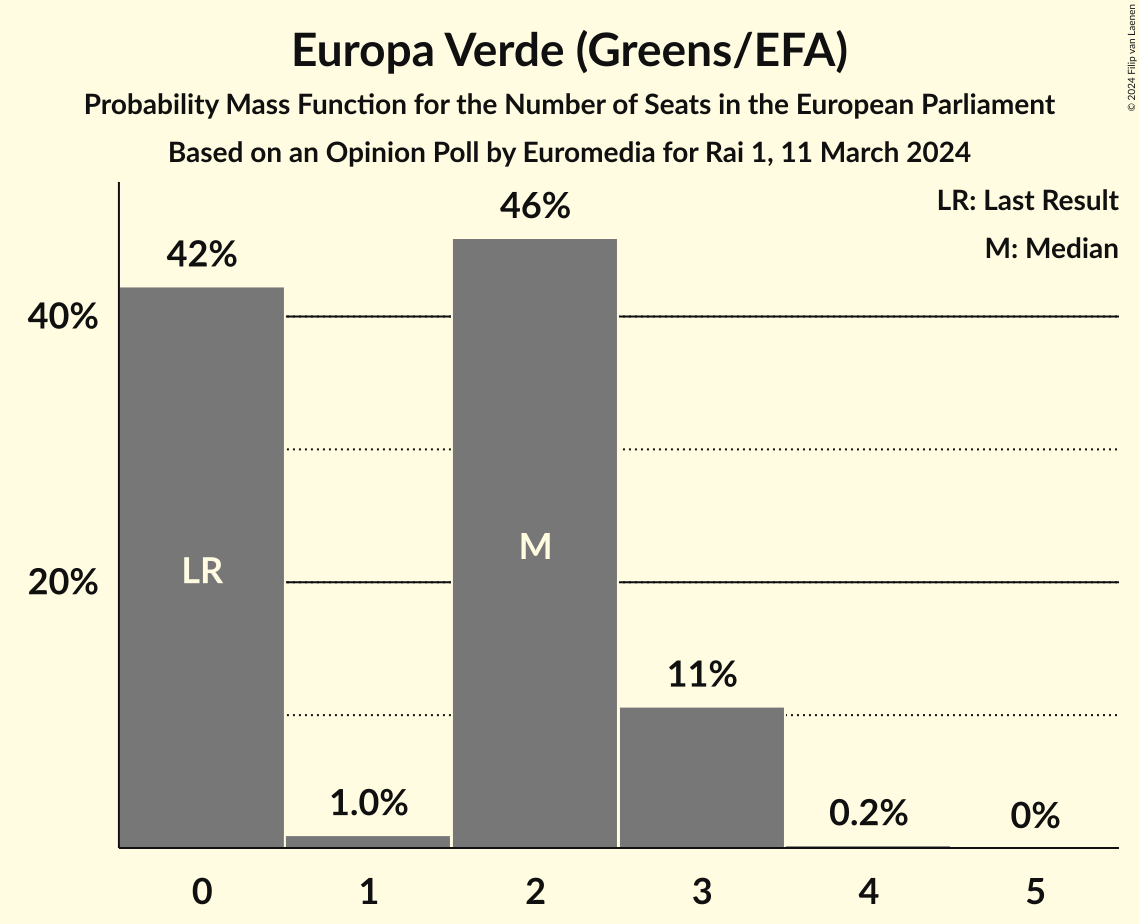 Europa Verde (Greens/EFA)
Probability Mass Function for the Number of Seats in the European Parliament
Based on an Opinion Poll by Euromedia for Rai 1, 11 March 2024
© 2024 Filip van Laenen
LR: Last Result
M: Median
46%
42%
40%
M
LR
20%
11%
1.0%
0.2%
0%
0 1 2 3 4 5